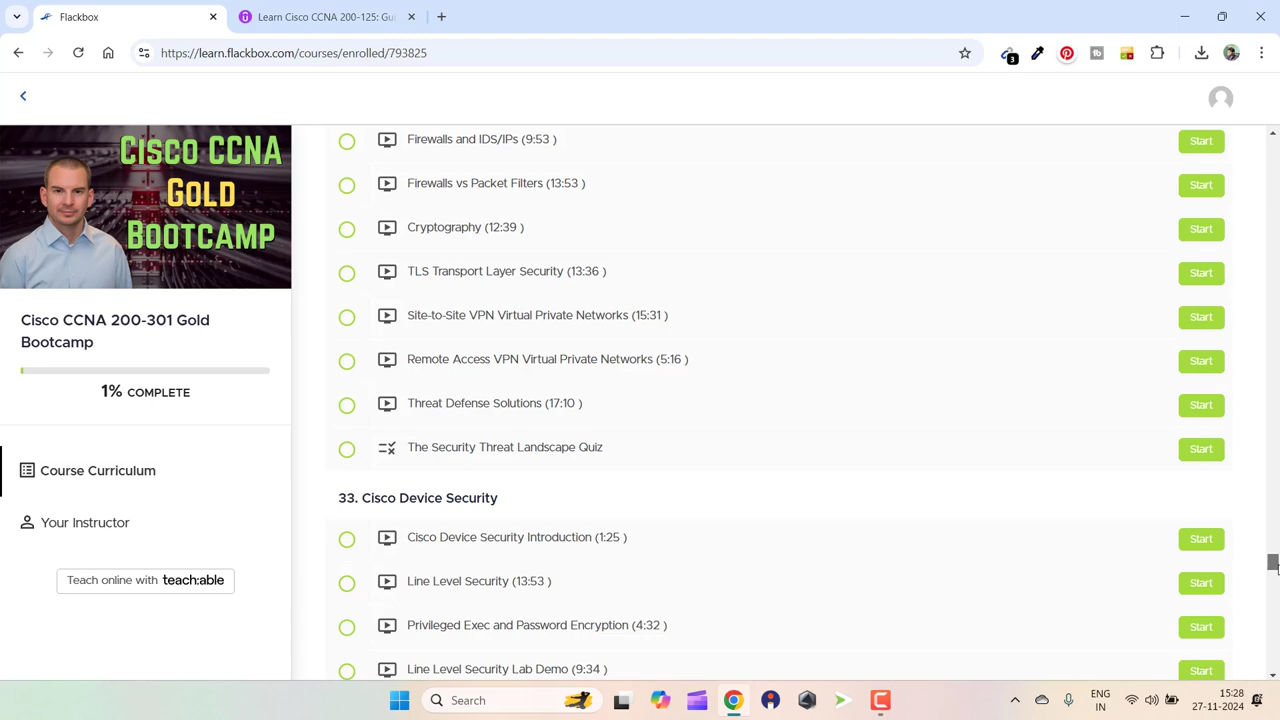 Flackbox
Learn Cisco CCNA 200-125: Gui
https://learn.flackbox.com/courses/enrolled/793825
3
Cisco CCNA
Gold
Bootcamp
Cisco CCNA 200-301 Gold
Bootcamp
1% COMPLETE
Course Curriculum
Your Instructor
Teach online with teach:able
Firewalls and IDS/IPs (9:53 )
Start
Firewalls vs Packet Filters (13:53 )
Start
Cryptography (12:39 )
Start
TLS Transport Layer Security (13:36 )
Start
Site-to-Site VPN Virtual Private Networks (15:31 )
Start
Remote Access VPN Virtual Private Networks (5:16 )
Start
Threat Defense Solutions (17:10 )
Start
The Security Threat Landscape Quiz
Start
33. Cisco Device Security
Cisco Device Security Introduction (1:25 )
Start
Line Level Security (13:53 )
Start
Privileged Exec and Password Encryption (4:32 )
Start
Line Level Security Lab Demo (9:34 )
Start
Search
ENG
IN
15:28
27-11-2024